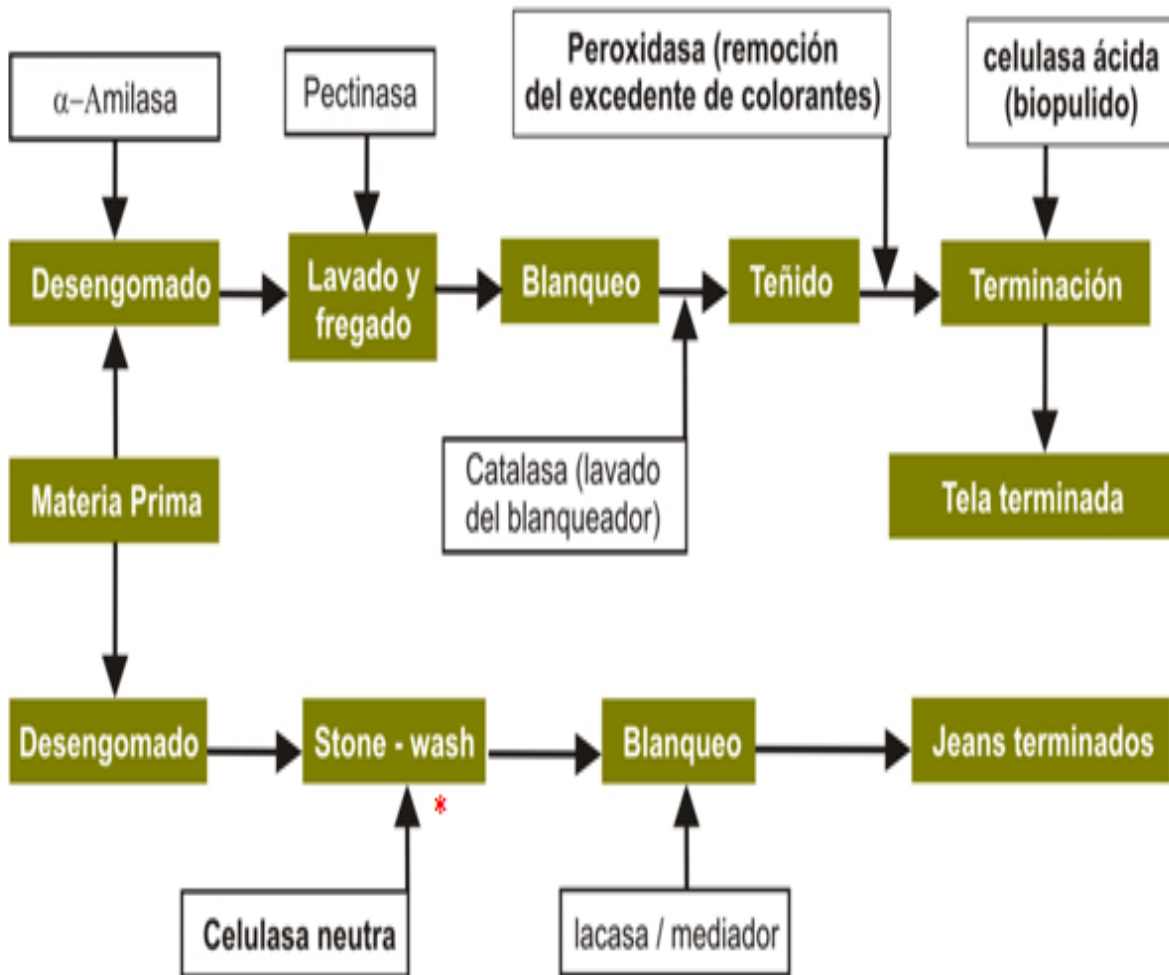 α-Amilasa
Pectinasa
Peroxidasa (remoción
del excedente de colorantes)
celulasa ácida
(biopulido)
Desengomado
Lavado y
fregado
Blanqueo
Teñido
Terminación
Materia Prima
Catalasa (lavado
del blanqueador)
Tela terminada
Desengomado
Stone - wash
*
Blanqueo
Jeans terminados
Celulasa neutra
lacasa / mediador